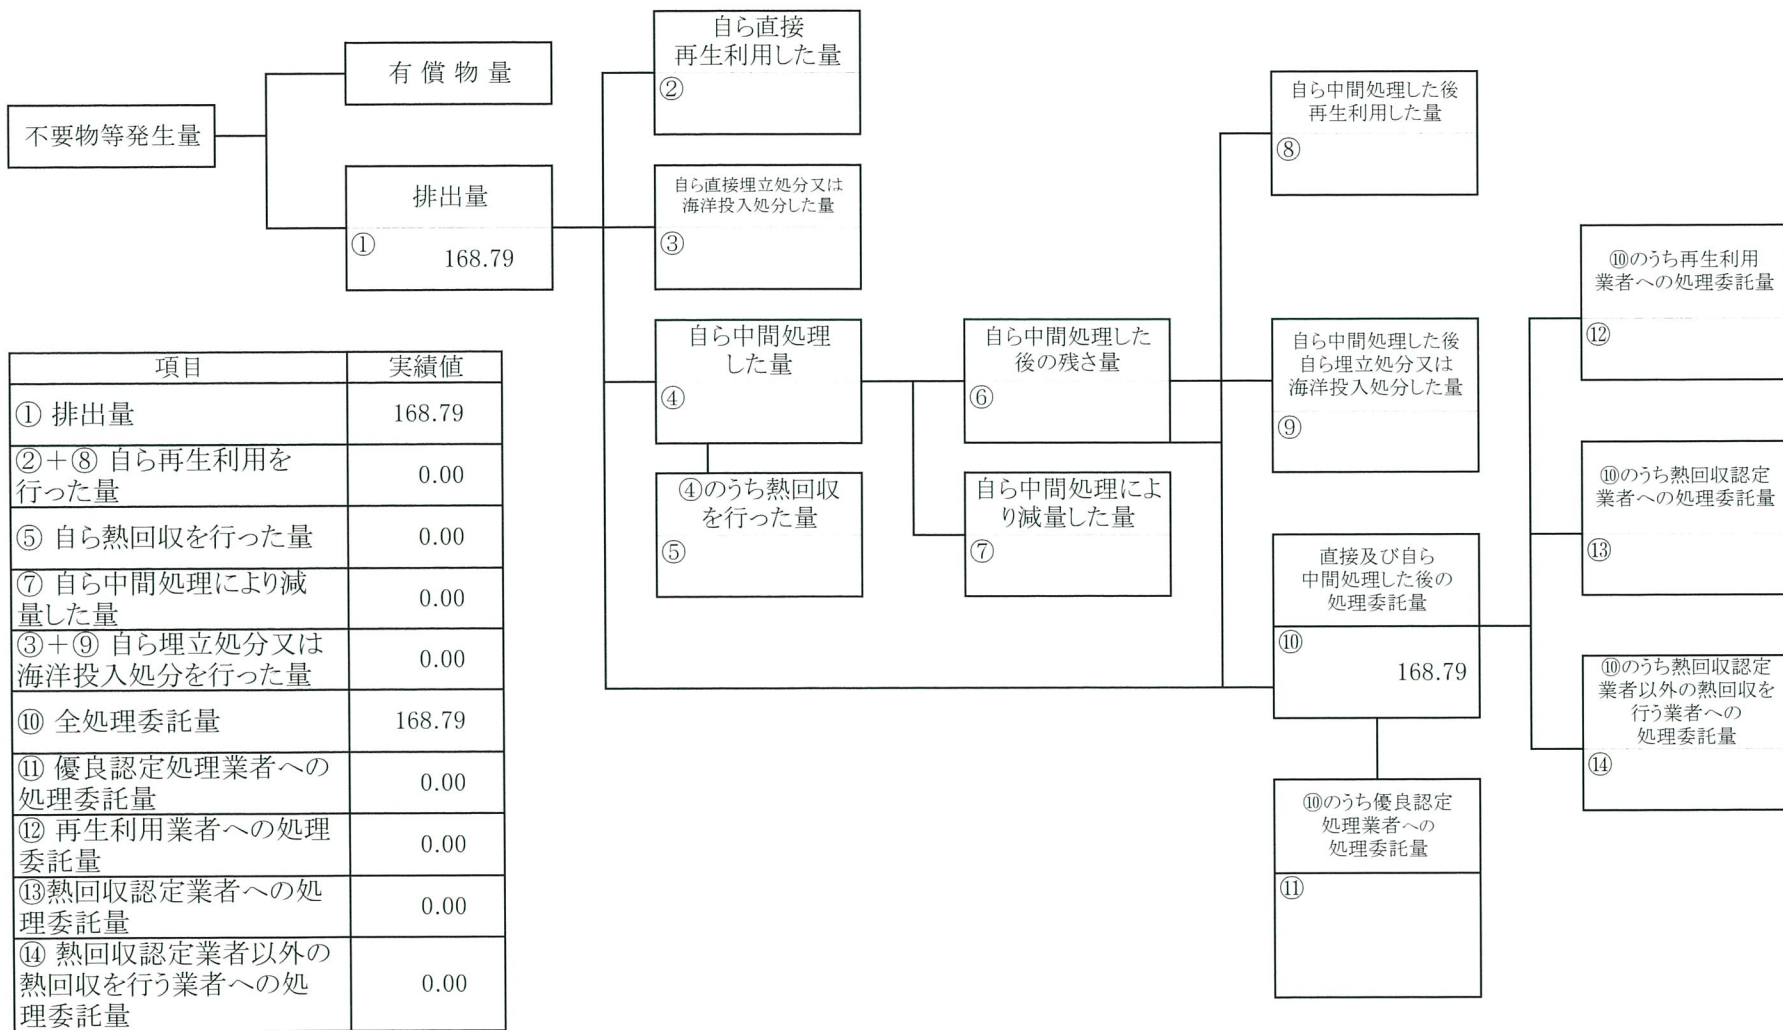 不要物等発生量
有償物量
排出量
①
168.79
自ら直接
再生利用した量
②
自ら直接埋立処分又は
海洋投入処分した量
③
自ら中間処理
した量
④
④のうち熱回収
を行った量
⑤
自ら中間処理した
後の残さ量
⑥
自ら中間処理によ
り減量した量
⑦
自ら中間処理した後
再生利用した量
⑧
自ら中間処理した後
自ら埋立処分又は
海洋投入処分した量
⑨
直接及び自ら
中間処理した後の
処理委託量
⑩
168.79
⑩のうち優良認定
処理業者への
処理委託量
⑪
⑩のうち再生利用
業者への処理委託量
⑫
⑩のうち熱回収認定
業者への処理委託量
⑬
⑩のうち熱回収認定
業者以外の熱回収を
行う業者への
処理委託量
⑭
項目 実績値
① 排出量 168.79
②+⑧ 自ら再生利用を
行った量 0.00
⑤ 自ら熱回収を行った量 0.00
⑦ 自ら中間処理により減
量した量 0.00
③+⑨ 自ら埋立処分又は
海洋投入処分を行った量 0.00
⑩ 全処理委託量 168.79
⑪ 優良認定処理業者への
処理委託量 0.00
⑫ 再生利用業者への処理
委託量 0.00
⑬熱回収認定業者への処
理委託量 0.00
⑭ 熱回収認定業者以外の
熱回収を行う業者への処
理委託量 0.00